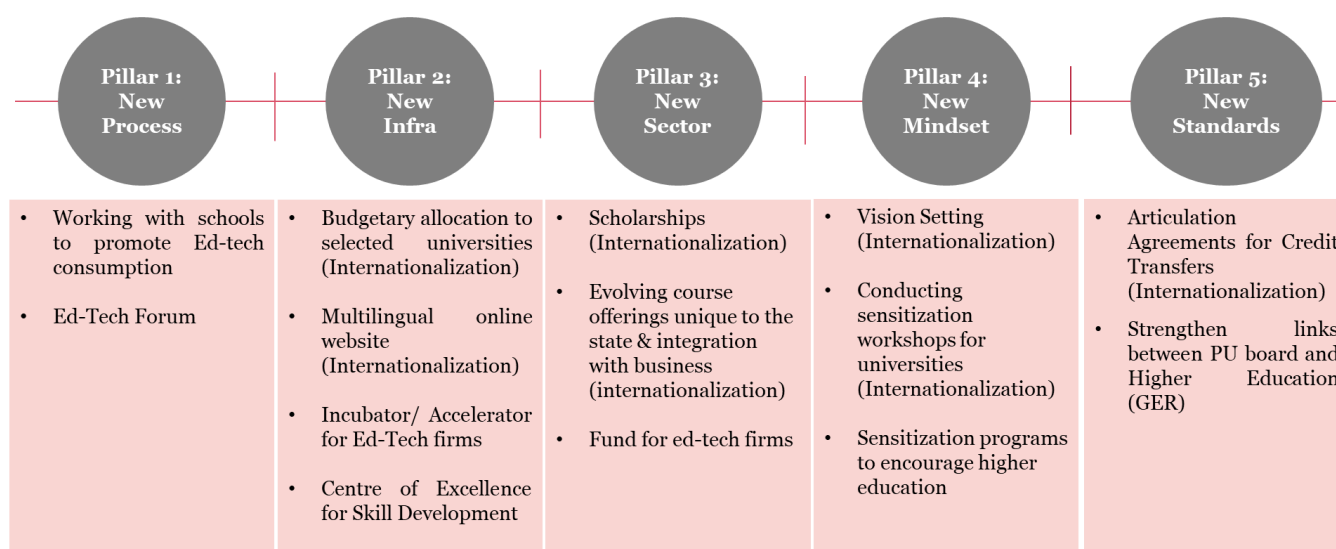 Pillar 1:
New
Process
Pillar 2:
New
Infra
Pillar 3:
New
Sector
Pillar 4:
New
Mindset
Pillar 5:
New
Standards
• Working with schools
to promote Ed-tech
consumption
• Ed-Tech Forum
• Budgetary allocation to
selected universities
(Internationalization)
• Multilingual online
website
(Internationalization)
• Incubator/ Accelerator
for Ed-Tech firms
• Centre of Excellence
for Skill Development
• Scholarships
(Internationalization)
• Evolving course
offerings unique to the
state & integration
with business
(internationalization)
• Fund for ed-tech firms
• Vision Setting
(Internationalization)
• Conducting
sensitization
workshops for
universities
(Internationalization)
• Sensitization programs
to encourage higher
education
• Articulation
Agreements for Credit
Transfers
(Internationalization)
• Strengthen links
between PU board and
Higher Education
(GER)